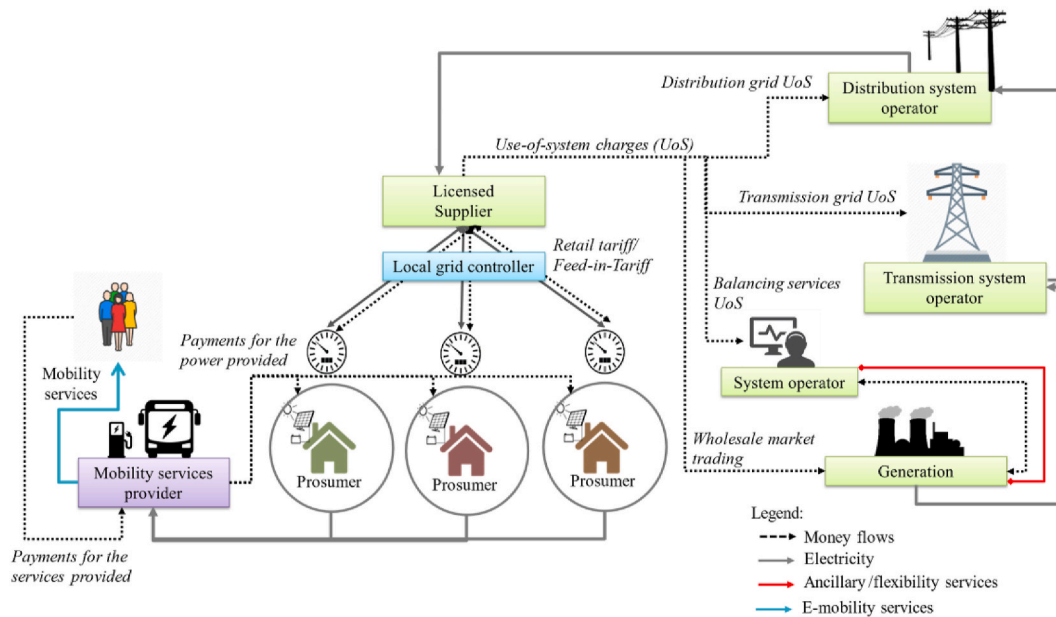 Distribution grid UoS
Distribution system
operator
Use-of-system charges (UoS)
Licensed
Supplier
Transmission grid UoS
Retail tariff/
Feed-in-Tariff
Local grid controller
Transmission system
operator
Balancing services
UoS
Payments for the
power provided
Mobility
services
System operator
Wholesale market
trading
Generation
Mobility services
provider
Prosumer
Prosumer
Prosumer
Payments for the
services provided
Legend:
Money flows
Electricity
Ancillary/flexibility services
E-mobility services